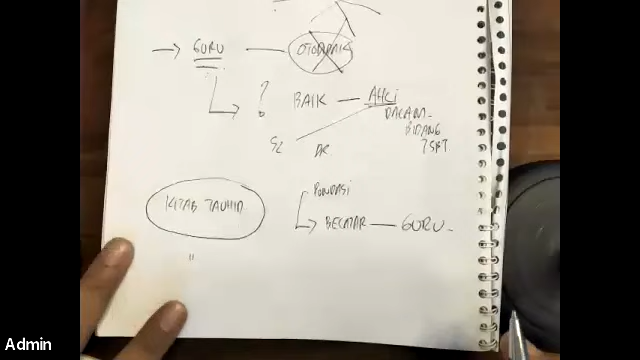 → GURU — OTODIDAK
?
BAIK — AHLI
DALAM
BIDANG
TSBT
S2 DR
KITAB TAUHID
PONDASI
BELAJAR — GURU
"
Admin